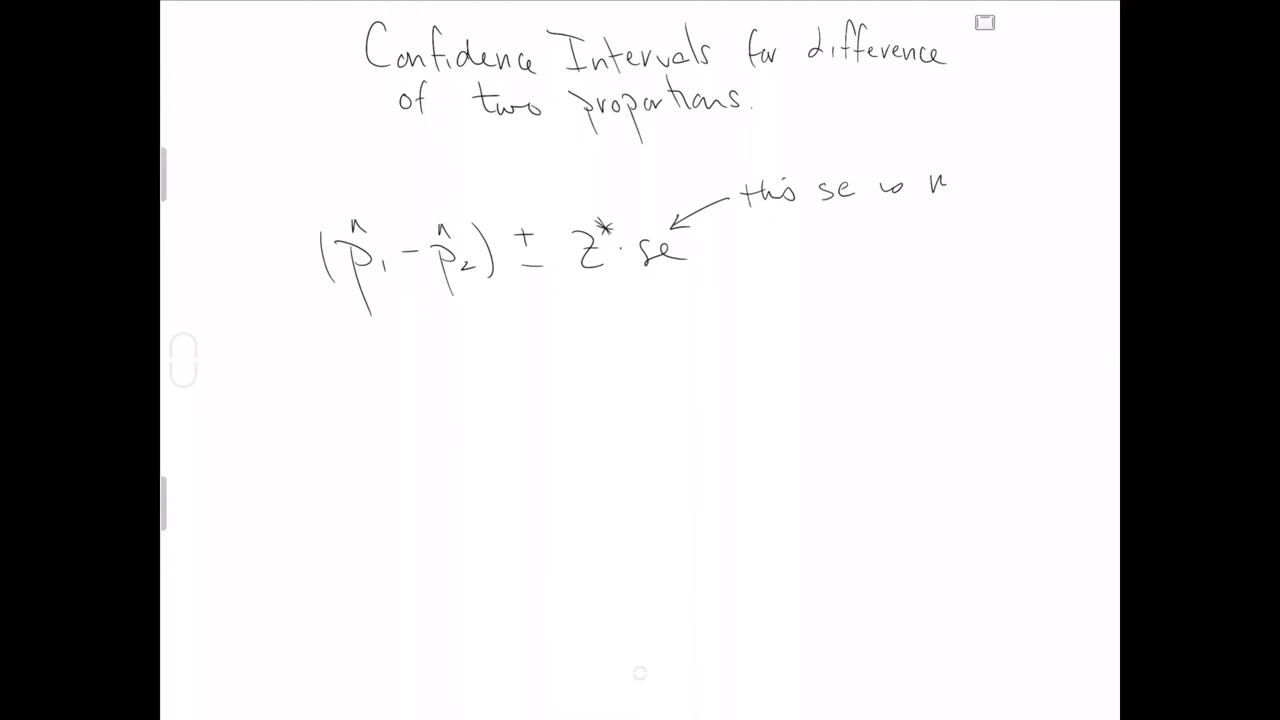 Confidence Intervals for difference
of two proportions.
this se is n
(p̂₁ - p̂₂) ± z* · se